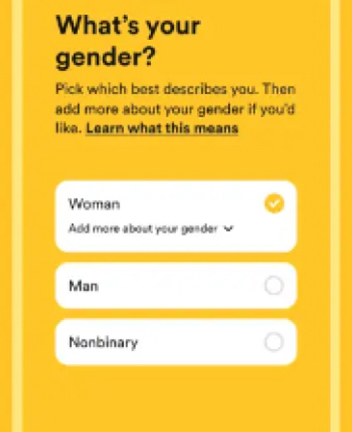 What's your
gender?
Pick which best describes you. Then
add more about your gender if you'd
like. Learn what this means
Woman
Add more about your gender
Man
Nonbinary